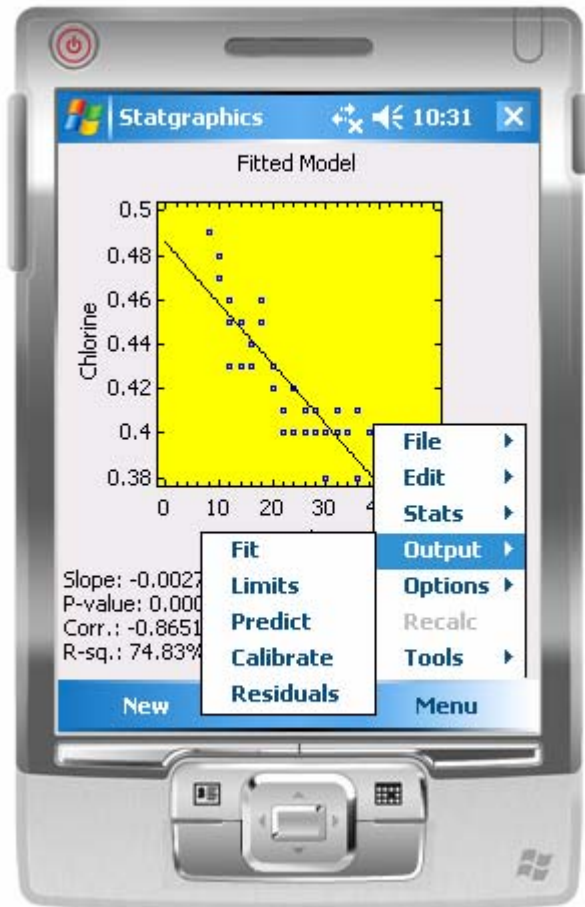 Statgraphics 10:31
Fitted Model
Chlorine
0.5
0.48
0.46
0.44
0.42
0.4
0.38
0 10 20 30
Slope: -0.0027
P-value: 0.000
Corr.: -0.8651
R-sq.: 74.83%
File
Edit
Stats
Output
Options
Recalc
Tools
Fit
Limits
Predict
Calibrate
Residuals
New Menu